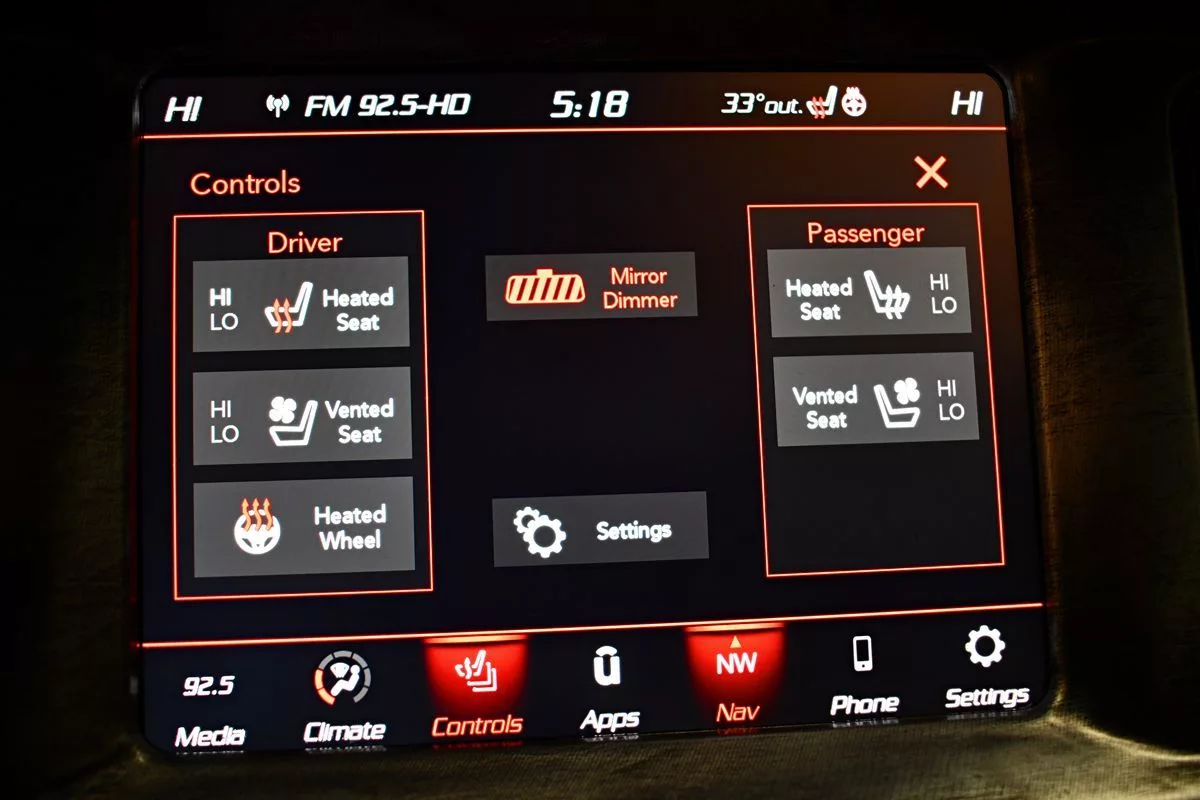 HI FM 92.5-HD 5:18 33°out. HI
Controls
Driver
HI
LO
Heated
Seat
HI
LO
Vented
Seat
Heated
Wheel
Mirror
Dimmer
Settings
Passenger
Heated
Seat
HI
LO
Vented
Seat
HI
LO
92.5
Media
Climate
Controls
Apps
NW
Nav
Phone
Settings